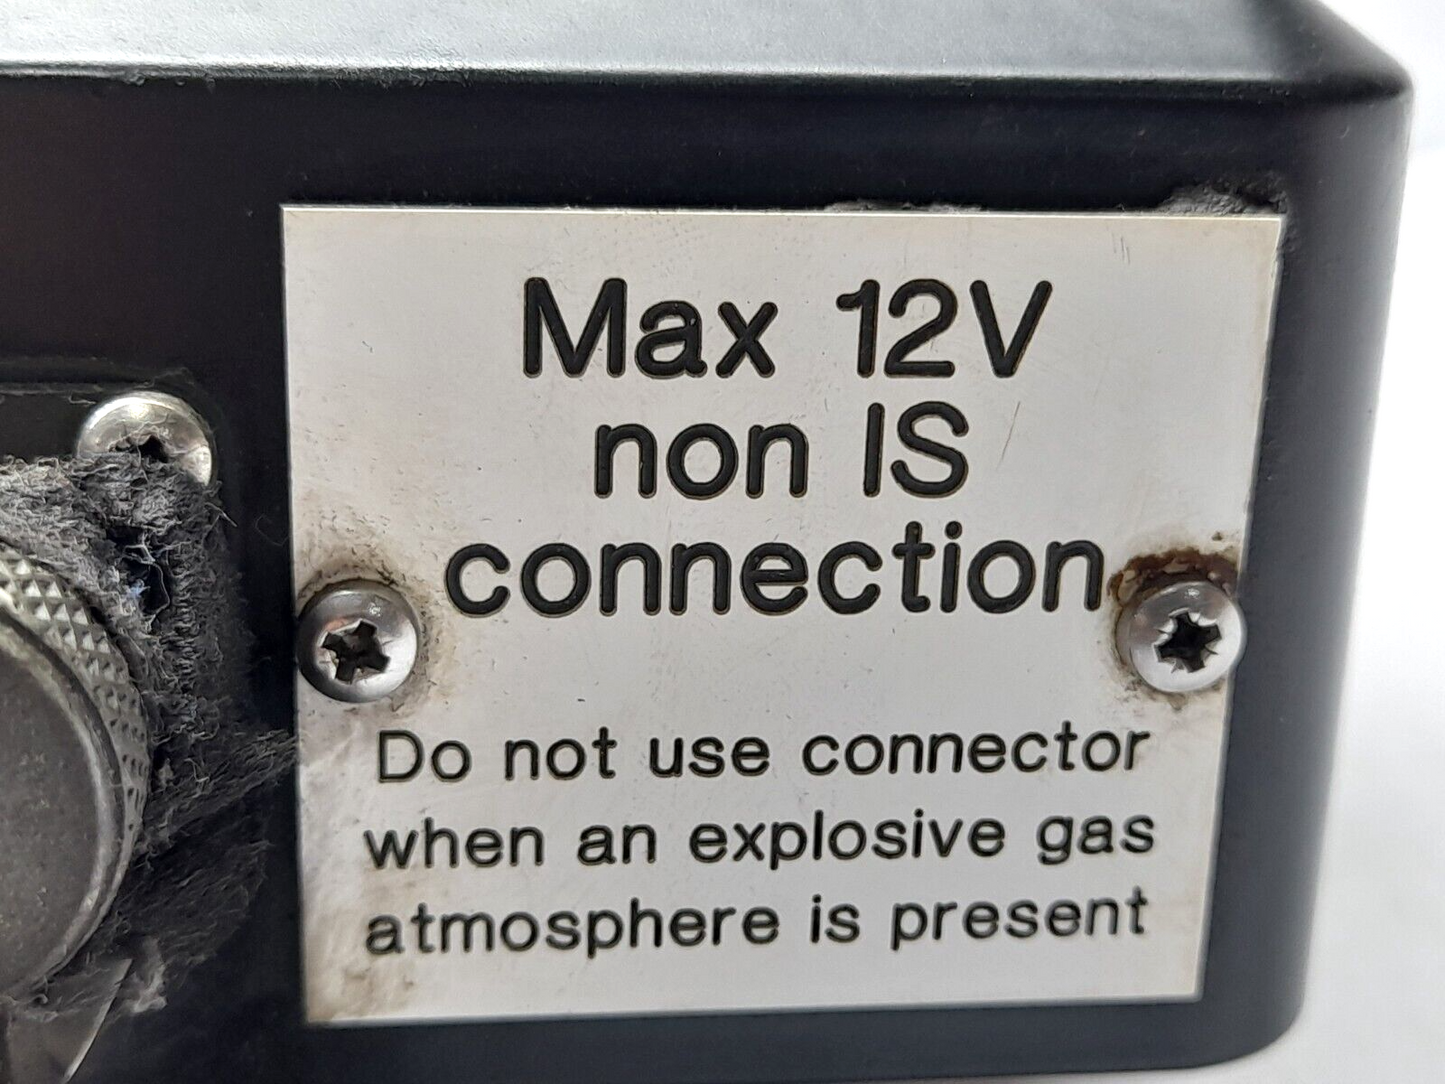 Max 12V
non IS
connection
Do not use connector
when an explosive gas
atmosphere is present